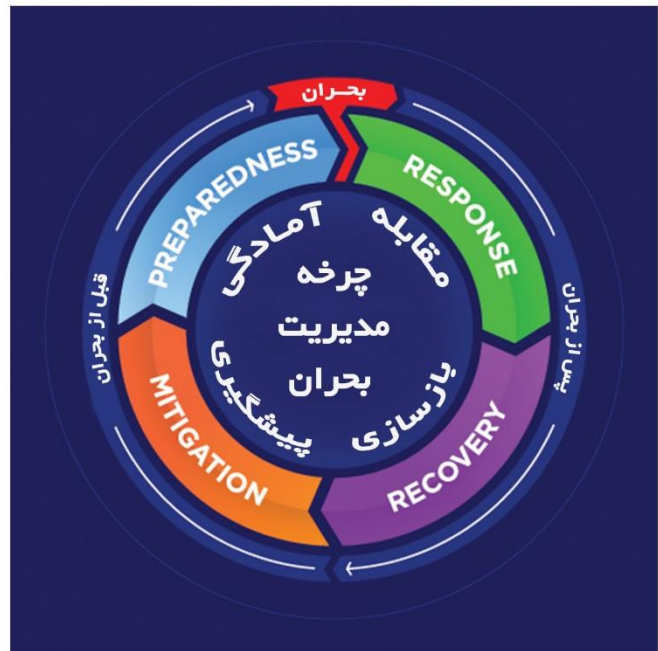 بحران
PREPAREDNESS
RESPONSE
آمادگی
مقابله
چرخه
مدیریت
بحران
قبل از بحران
پس از بحران
پیشگیری
بازسازی
MITIGATION
RECOVERY